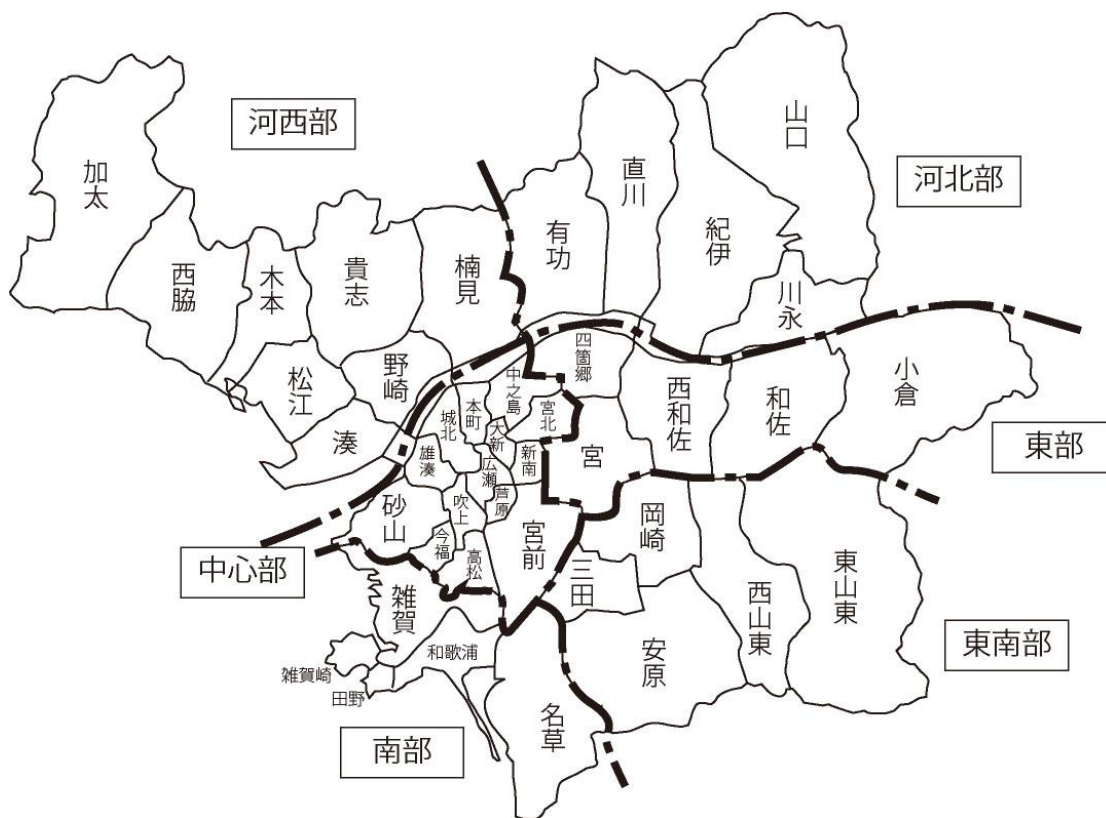 山口
河西部
直川
加太
河北部
有功
紀伊
貴志
楠見
木本
西脇
川永
四箇郷
小倉
野崎
中之島
松江
西和佐
和佐
宮北
本町
城北
大新
宮
東部
湊
雄湊
広瀬
新南
芦原
吹上
砂山
岡崎
宮前
今福
高松
中心部
三田
東山東
西山東
雑賀
東南部
和歌浦
安原
雑賀崎
田野
名草
南部